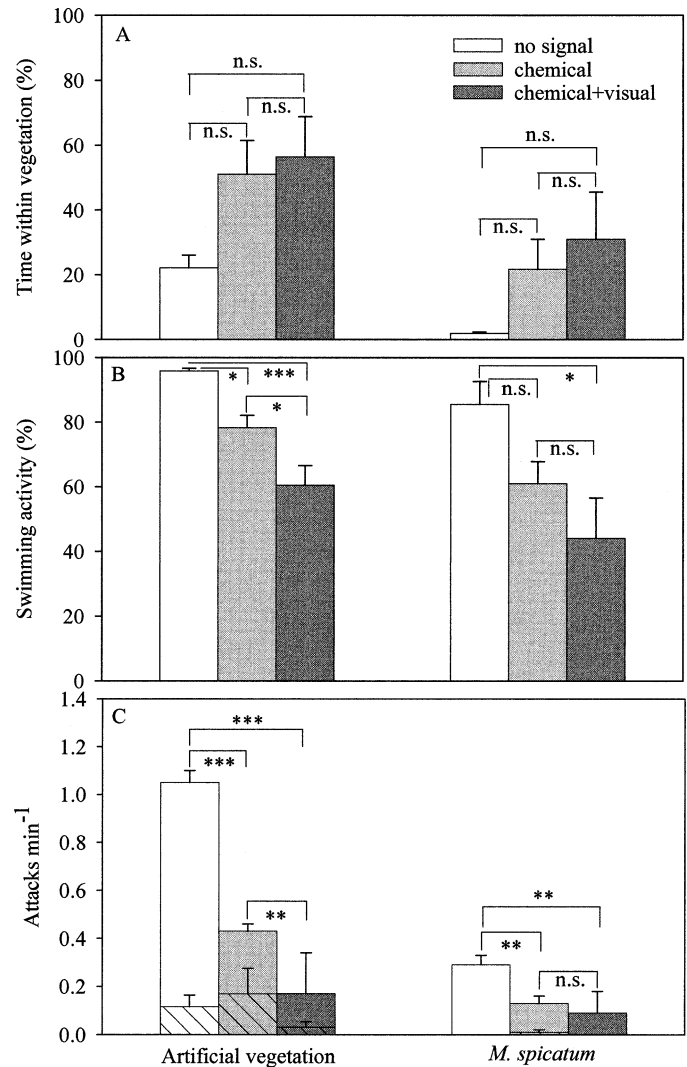 100
A
no signal
chemical
chemical+visual
80
n.s.
n.s.
n.s.
60
n.s.
n.s.
n.s.
40
20
0
Time within vegetation (%)
100
B
*
***
*
*
n.s.
n.s.
80
60
40
20
0
Swimming activity (%)
1.4
C
***
***
**
**
**
n.s.
1.2
1.0
0.8
0.6
0.4
0.2
0.0
Attacks min-1
Artificial vegetation
M. spicatum